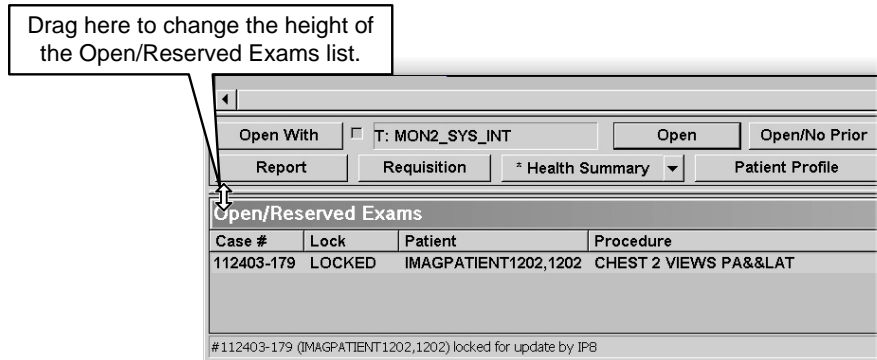 Drag here to change the height of
the Open/Reserved Exams list.
Open With T: MON2_SYS_INT Open Open/No Prior
Report Requisition * Health Summary Patient Profile
Open/Reserved Exams
Case # Lock Patient Procedure
112403-179 LOCKED IMAGPATIENT1202,1202 CHEST 2 VIEWS PA&&LAT
#112403-179 (IMAGPATIENT1202,1202) locked for update by IP8